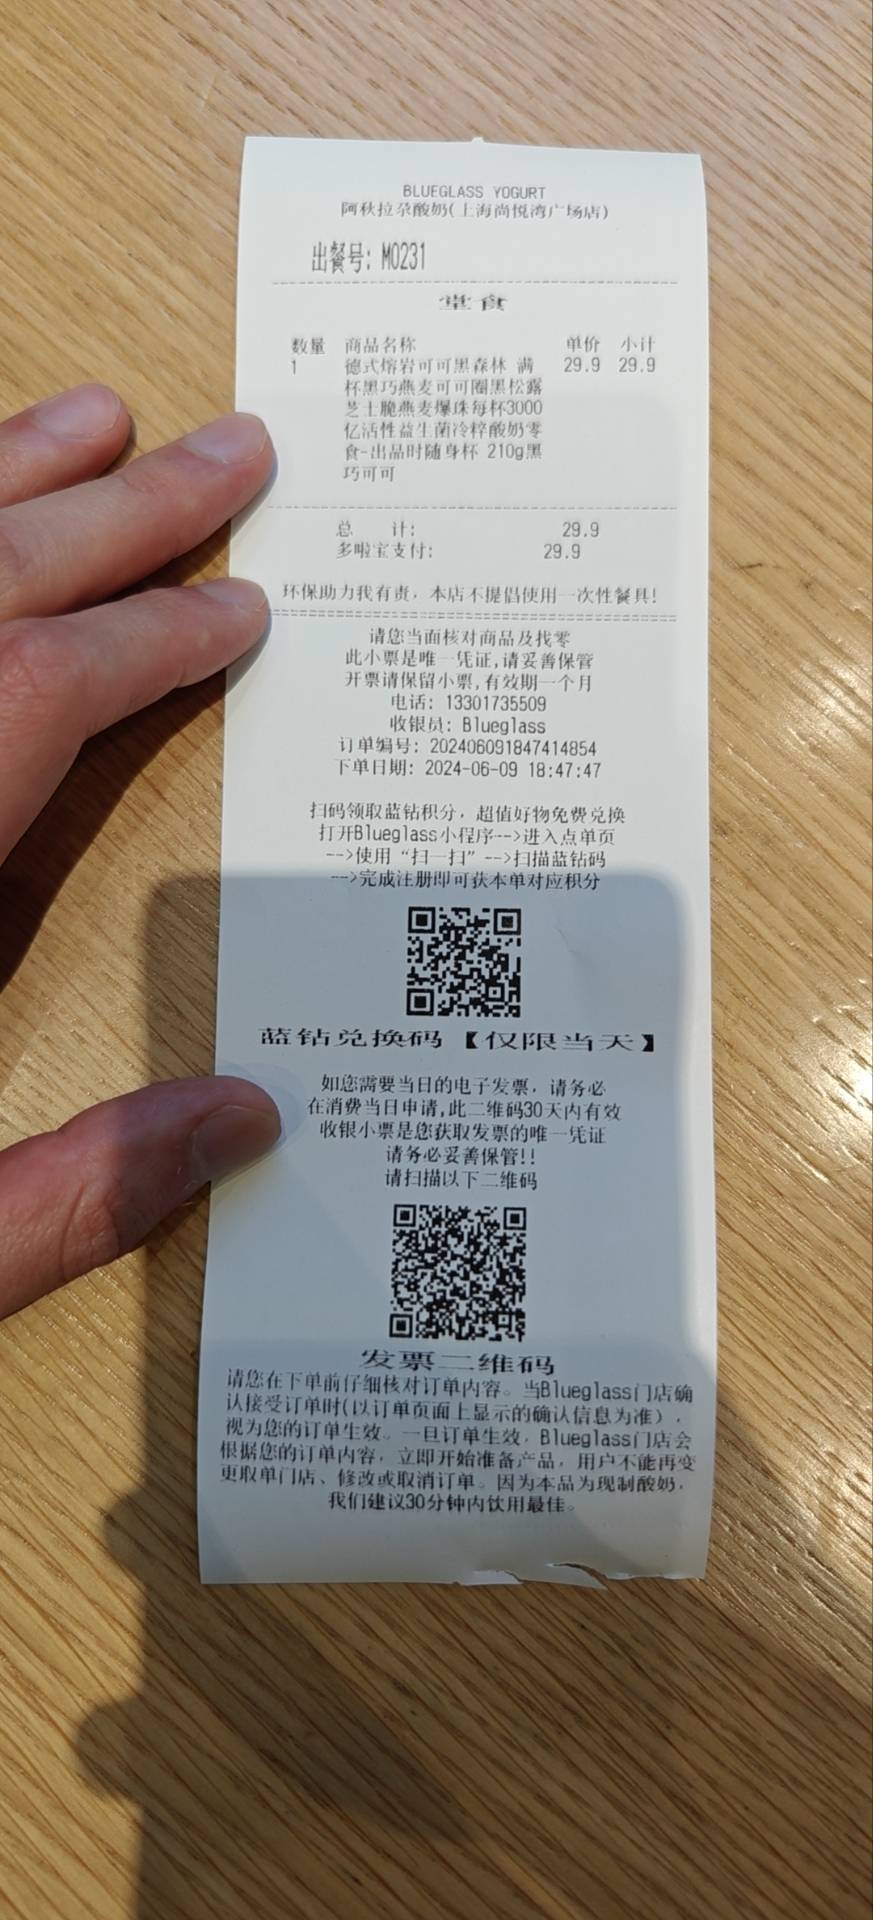 BLUEGLASS YOGURT
阿秋拉尕酸奶(上海尚悦湾广场店)
出餐号: M0231
堂食
数量 商品名称 单价 小计
1 德式熔岩可可黑森林 满 29.9 29.9
杯黑巧燕麦可可圈黑松露
芝士脆燕麦爆珠每杯3000
亿活性益生菌冷粹酸奶零
食-出品时随身杯 210g黑
巧可可
总 计: 29.9
多啦宝支付: 29.9
环保助力我有责，本店不提倡使用一次性餐具!
请您当面核对商品及找零
此小票是唯一凭证,请妥善保管
开票请保留小票,有效期一个月
电话: 13301735509
收银员: Blueglass
订单编号: 202406091847414854
下单日期: 2024-06-09 18:47:47
扫码领取蓝钻积分，超值好物免费兑换
打开Blueglass小程序-->进入点单页
-->使用“扫一扫”-->扫描蓝钻码
-->完成注册即可获本单对应积分
蓝钻兑换码【仅限当天】
如您需要当日的电子发票，请务必
在消费当日申请,此二维码30天内有效
收银小票是您获取发票的唯一凭证
请务必妥善保管!!
请扫描以下二维码
发票二维码
请您在下单前仔细核对订单内容。当Blueglass门店确
认接受订单时(以订单页面上显示的确认信息为准)，
视为您的订单生效。一旦订单生效，Blueglass门店会
根据您的订单内容，立即开始准备产品，用户不能再变
更取单门店、修改或取消订单。因为本品为现制酸奶，
我们建议30分钟内饮用最佳。